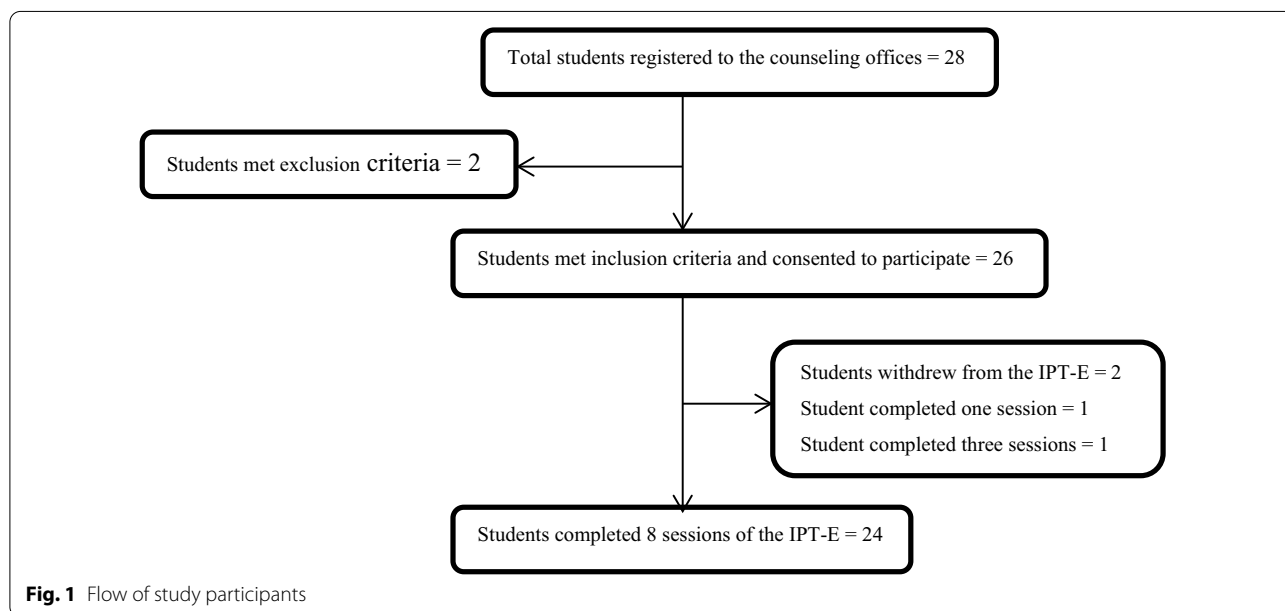 Total students registered to the counseling offices = 28
Students met exclusion criteria = 2
Students met inclusion criteria and consented to participate = 26
Students withdrew from the IPT-E = 2
Student completed one session = 1
Student completed three sessions = 1
Students completed 8 sessions of the IPT-E = 24
Fig. 1 Flow of study participants